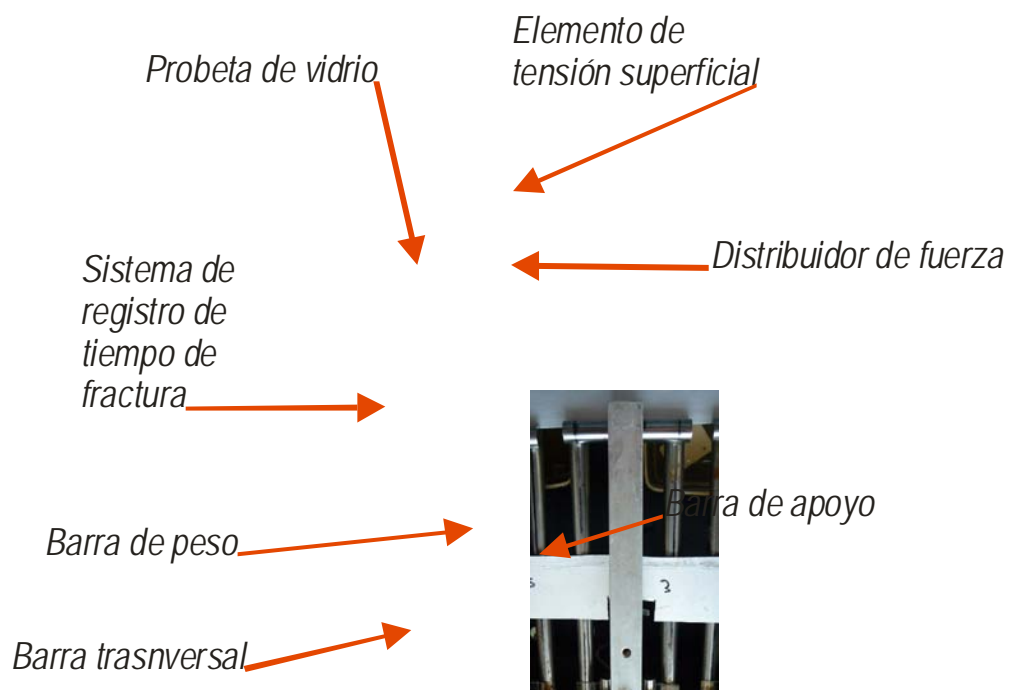 Elemento de
tensión superficial
Probeta de vidrio
Distribuidor de fuerza
Sistema de
registro de
tiempo de
fractura
Barra de apoyo
3
Barra de peso
Barra trasnversal